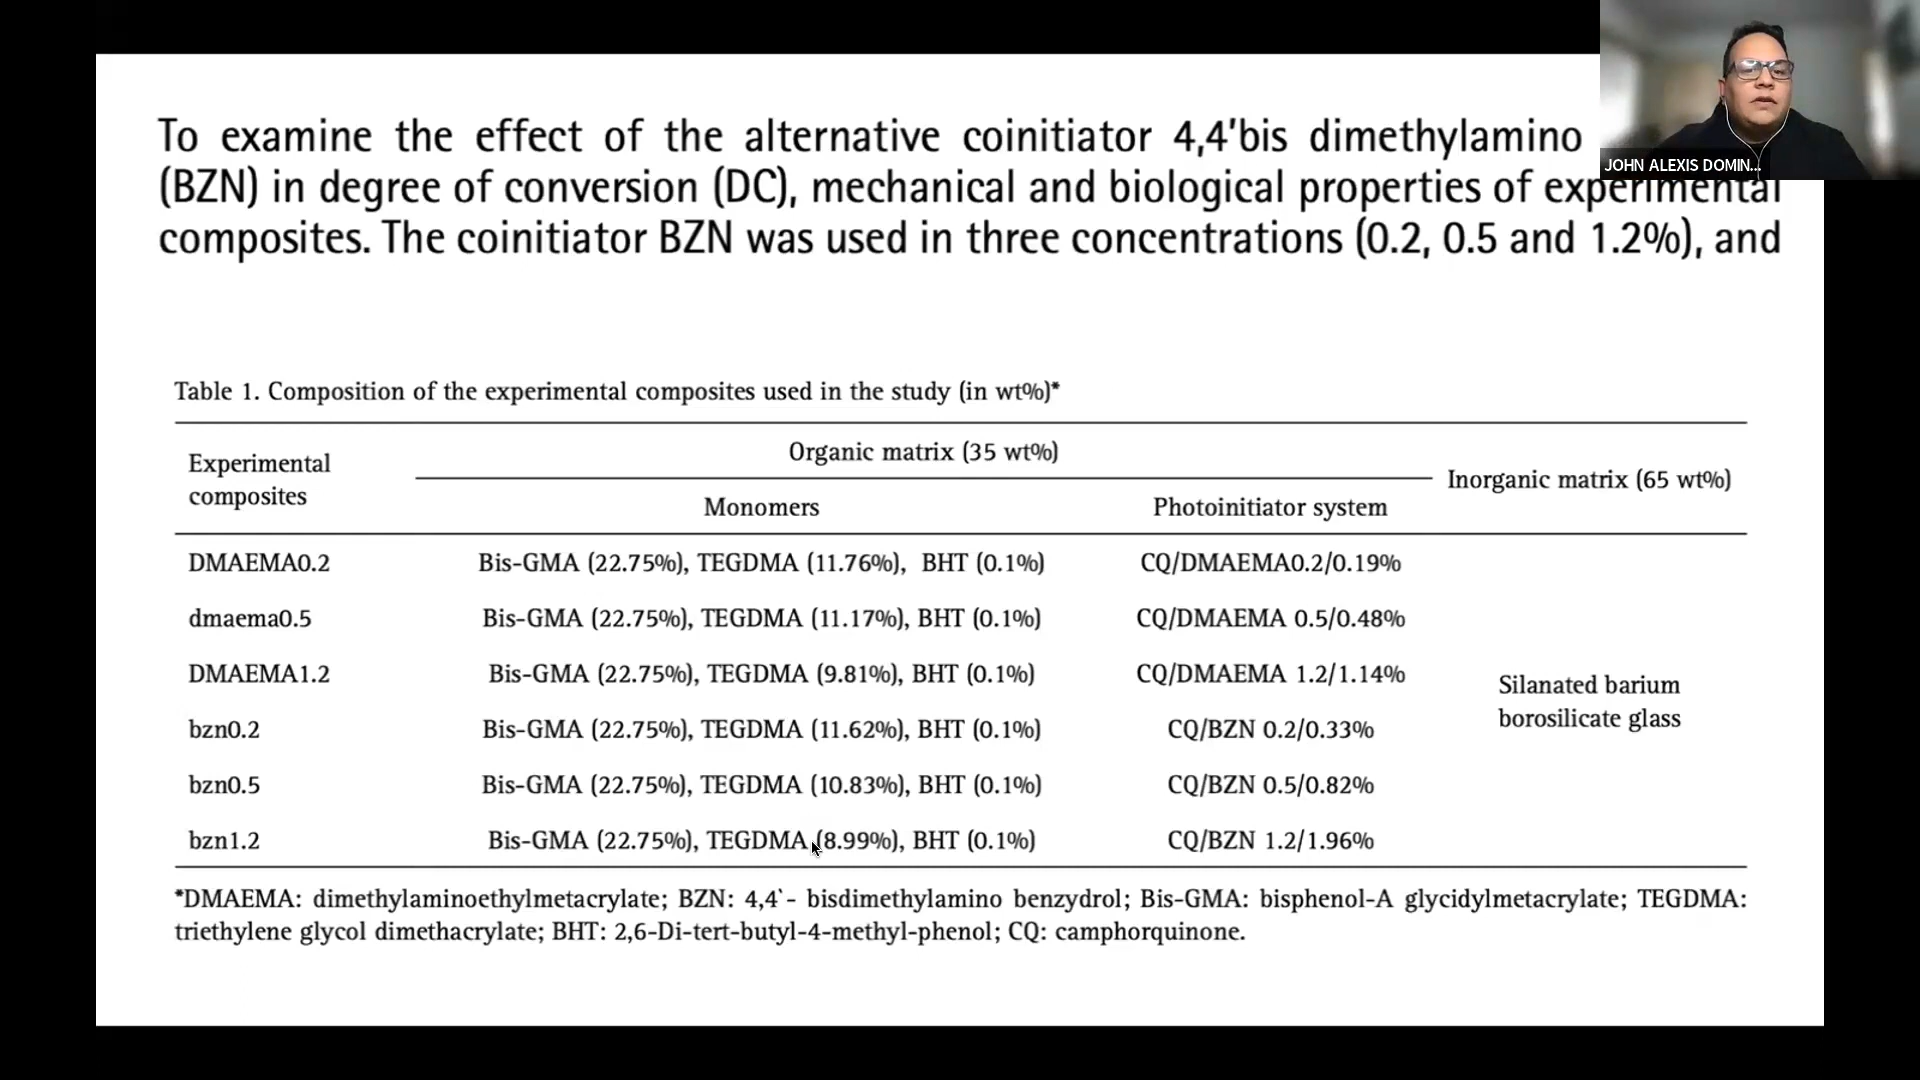 JOHN ALEXIS DOMIN...
To examine the effect of the alternative coinitiator 4,4'bis dimethylamino
(BZN) in degree of conversion (DC), mechanical and biological properties of experimental
composites. The coinitiator BZN was used in three concentrations (0.2, 0.5 and 1.2%), and
Table 1. Composition of the experimental composites used in the study (in wt%)*
Experimental composites
Organic matrix (35 wt%)
Inorganic matrix (65 wt%)
Monomers
Photoinitiator system
DMAEMA0.2 Bis-GMA (22.75%), TEGDMA (11.76%), BHT (0.1%) CQ/DMAEMA0.2/0.19%
dmaema0.5 Bis-GMA (22.75%), TEGDMA (11.17%), BHT (0.1%) CQ/DMAEMA 0.5/0.48%
DMAEMA1.2 Bis-GMA (22.75%), TEGDMA (9.81%), BHT (0.1%) CQ/DMAEMA 1.2/1.14%
Silanated barium
borosilicate glass
bzn0.2 Bis-GMA (22.75%), TEGDMA (11.62%), BHT (0.1%) CQ/BZN 0.2/0.33%
bzn0.5 Bis-GMA (22.75%), TEGDMA (10.83%), BHT (0.1%) CQ/BZN 0.5/0.82%
bzn1.2 Bis-GMA (22.75%), TEGDMA (8.99%), BHT (0.1%) CQ/BZN 1.2/1.96%
*DMAEMA: dimethylaminoethylmetacrylate; BZN: 4,4`- bisdimethylamino benzydrol; Bis-GMA: bisphenol-A glycidylmetacrylate; TEGDMA:
triethylene glycol dimethacrylate; BHT: 2,6-Di-tert-butyl-4-methyl-phenol; CQ: camphorquinone.